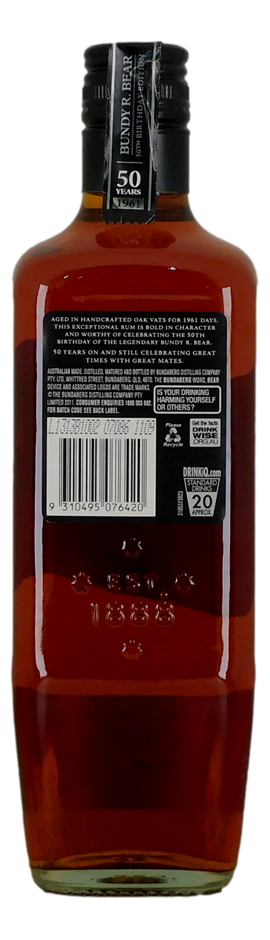 BUNDY R. BEAR
50TH BIRTHDAY EDITION
50
YEARS
1961
AGED IN HANDCRAFTED OAK VATS FOR 1961 DAYS.
THIS EXCEPTIONAL RUM IS BOLD IN CHARACTER
AND WORTHY OF CELEBRATING THE 50TH
BIRTHDAY OF THE LEGENDARY BUNDY R. BEAR.
50 YEARS ON AND STILL CELEBRATING GREAT
TIMES WITH GREAT MATES.
AUSTRALIAN MADE, DISTILLED, MATURED AND BOTTLED BY BUNDABERG DISTILLING COMPANY
PTY. LTD, WHITTRED STREET, BUNDABERG, QLD, 4670. THE BUNDABERG WORD, BEAR
DEVICE AND ASSOCIATED LOGOS ARE TRADE MARKS.
©THE BUNDABERG DISTILLING COMPANY PTY
LIMITED 2011. CONSUMER ENQUIRIES 1800 003 892.
FOR BATCH CODE SEE BACK LABEL.
IS YOUR DRINKING
HARMING YOURSELF
OR OTHERS?
Please
Recycle
Get the facts
DRINK
WISE
.ORG.AU
9 310495 076420
DRINKiQ.com
STANDARD
DRINKS
20
APPROX.
EST.
1888